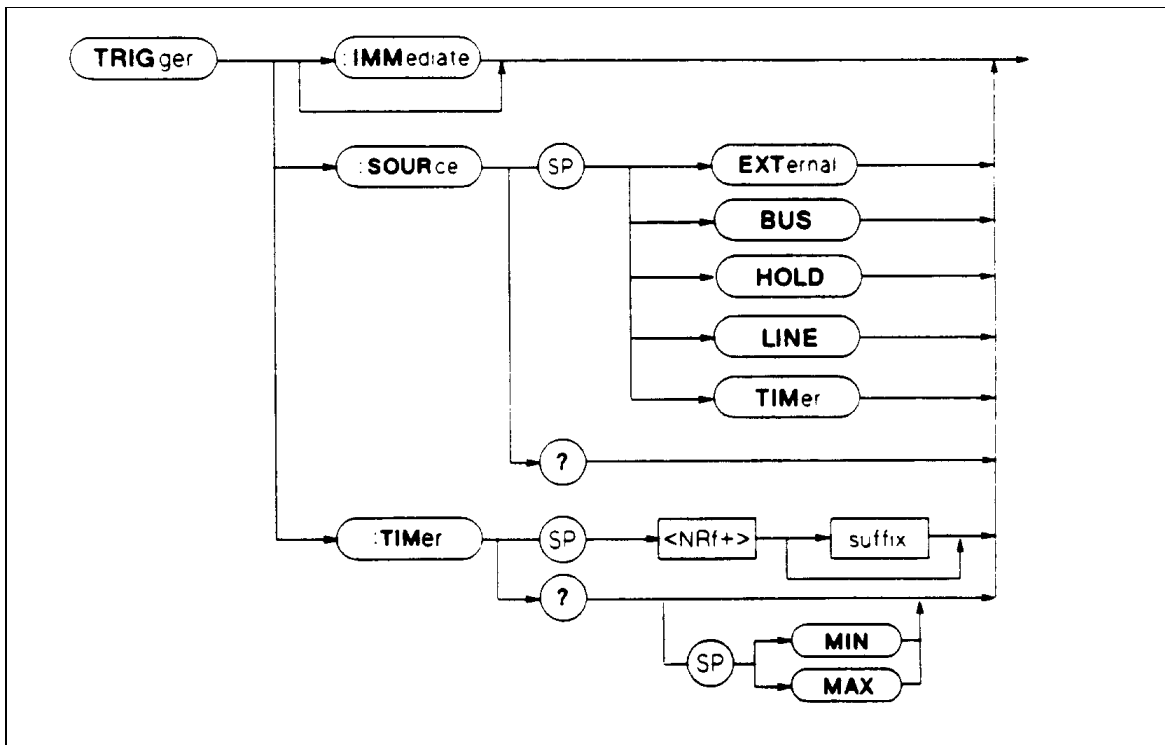 TRIGger
:IMMediate
:SOURce SP EXTernal
BUS
HOLD
LINE
TIMer
?
:TIMer SP <NRf+> suffix
?
SP MIN
MAX